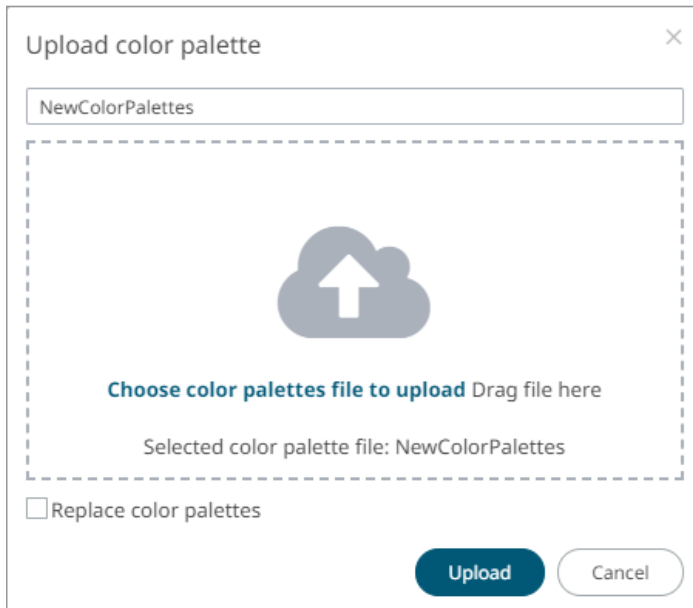 Upload color palette
NewColorPalettes
Choose color palettes file to upload Drag file here
Selected color palette file: NewColorPalettes
Replace color palettes
Upload Cancel